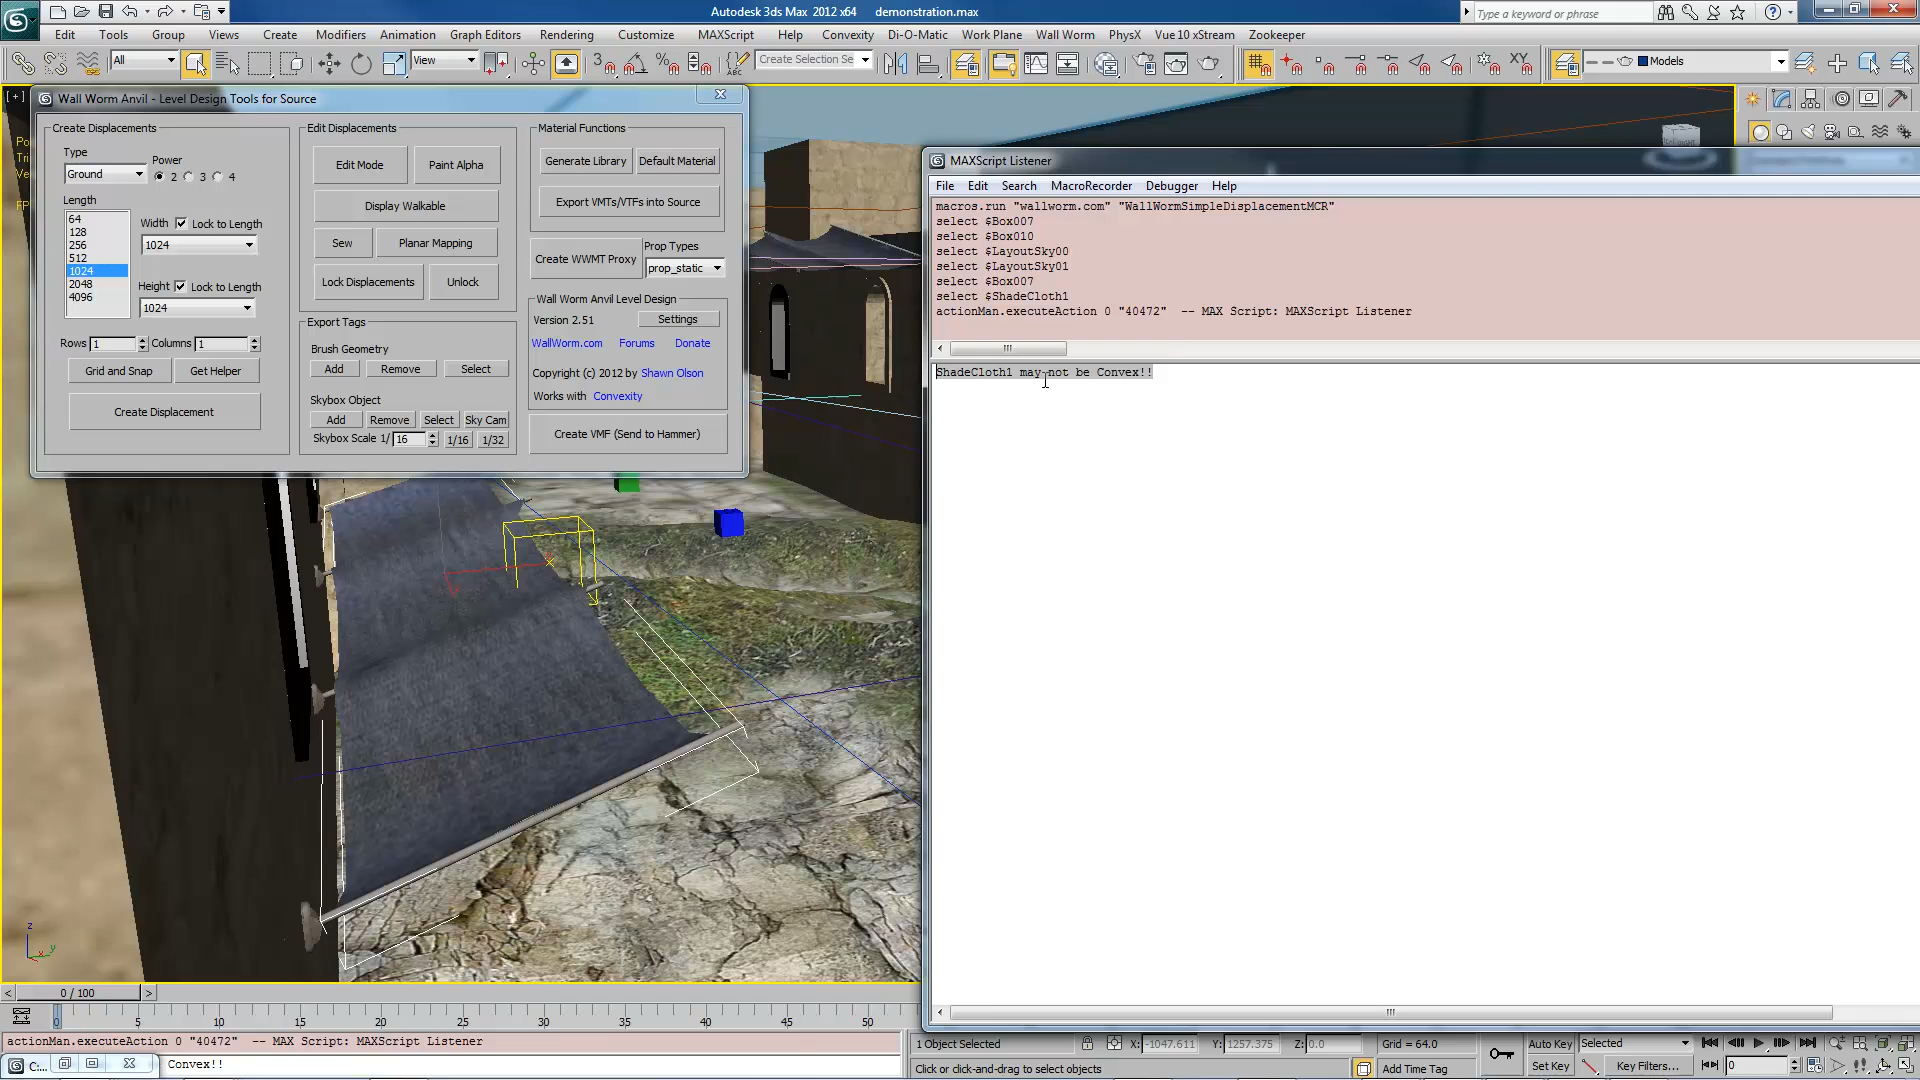 Autodesk 3ds Max 2012 x64 demonstration.max
Type a keyword or phrase
Edit Tools Group Views Create Modifiers Animation Graph Editors Rendering Customize MAXScript Help Convexity Di-O-Matic Work Plane Wall Worm PhysX Vue 10 xStream Zookeeper
All
View
3
Create Selection Se
XY
Models
[ + ]
Wall Worm Anvil - Level Design Tools for Source
Create Displacements
Type
Ground
Power
2 3 4
Length
64
128
256
512
1024
2048
4096
Width Lock to Length
1024
Height Lock to Length
1024
Rows 1 Columns 1
Grid and Snap Get Helper
Create Displacement
Edit Displacements
Edit Mode Paint Alpha
Display Walkable
Sew Planar Mapping
Lock Displacements Unlock
Export Tags
Brush Geometry
Add Remove Select
Skybox Object
Add Remove Select Sky Cam
Skybox Scale 1/ 16 1/16 1/32
Material Functions
Generate Library Default Material
Export VMTs/VTFs into Source
Create WWMT Proxy
Prop Types
prop_static
Wall Worm Anvil Level Design
Version 2.51 Settings
WallWorm.com Forums Donate
Copyright (c) 2012 by Shawn Olson
Works with Convexity
Create VMF (Send to Hammer)
MAXScript Listener
File Edit Search MacroRecorder Debugger Help
macros.run "wallworm.com" "WallWormSimpleDisplacementMCR"
select $Box007
select $Box010
select $LayoutSky00
select $LayoutSky01
select $Box007
select $ShadeCloth1
actionMan.executeAction 0 "40472" -- MAX Script: MAXScript Listener
ShadeCloth1 may not be Convex!!
z
y
x
< 0 / 100 >
0 5 10 15 20 25 30 35 40 45 50
actionMan.executeAction 0 "40472" -- MAX Script: MAXScript Listener
C:...
Convex!!
1 Object Selected
X: -1047.611 Y: 1257.375 Z: 0.0
Grid = 64.0
Auto Key Selected
Click or click-and-drag to select objects
Add Time Tag
Set Key Key Filters... 0